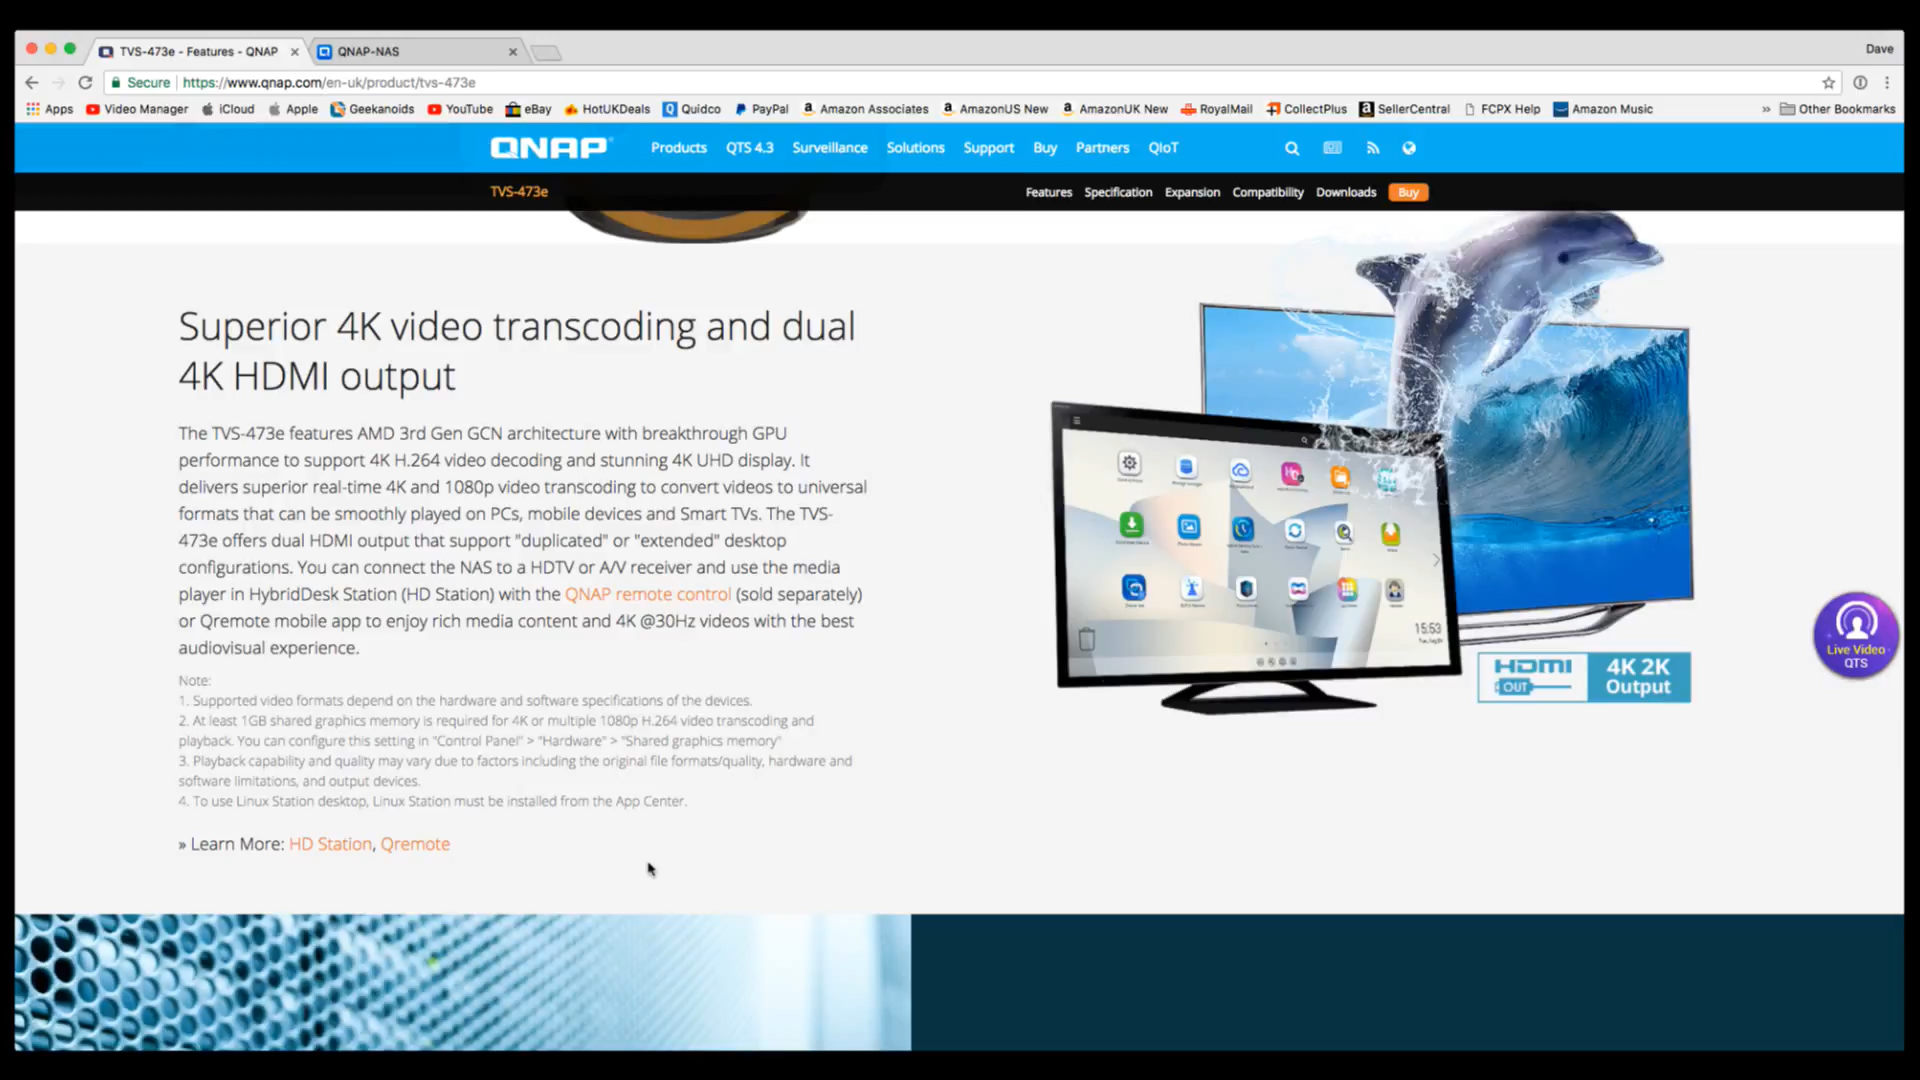 TVS-473e - Features - QNAP
QNAP-NAS
Dave
Secure
https://www.qnap.com/en-uk/product/tvs-473e
Apps
Video Manager
iCloud
Apple
Geekanoids
YouTube
eBay
HotUKDeals
Quidco
PayPal
Amazon Associates
AmazonUS New
AmazonUK New
RoyalMail
CollectPlus
SellerCentral
FCPX Help
Amazon Music
» Other Bookmarks
QNAP
Products
QTS 4.3
Surveillance
Solutions
Support
Buy
Partners
QIoT
TVS-473e
Features
Specification
Expansion
Compatibility
Downloads
Buy
Superior 4K video transcoding and dual
4K HDMI output
The TVS-473e features AMD 3rd Gen GCN architecture with breakthrough GPU
performance to support 4K H.264 video decoding and stunning 4K UHD display. It
delivers superior real-time 4K and 1080p video transcoding to convert videos to universal
formats that can be smoothly played on PCs, mobile devices and Smart TVs. The TVS-
473e offers dual HDMI output that support "duplicated" or "extended" desktop
configurations. You can connect the NAS to a HDTV or A/V receiver and use the media
player in HybridDesk Station (HD Station) with the QNAP remote control (sold separately)
or Qremote mobile app to enjoy rich media content and 4K @30Hz videos with the best
audiovisual experience.
Note:
1. Supported video formats depend on the hardware and software specifications of the devices.
2. At least 1GB shared graphics memory is required for 4K or multiple 1080p H.264 video transcoding and
playback. You can configure this setting in "Control Panel" > "Hardware" > "Shared graphics memory"
3. Playback capability and quality may vary due to factors including the original file formats/quality, hardware and
software limitations, and output devices.
4. To use Linux Station desktop, Linux Station must be installed from the App Center.
» Learn More: HD Station, Qremote
15:53
HDMI
OUT
4K 2K
Output
Live Video
QTS